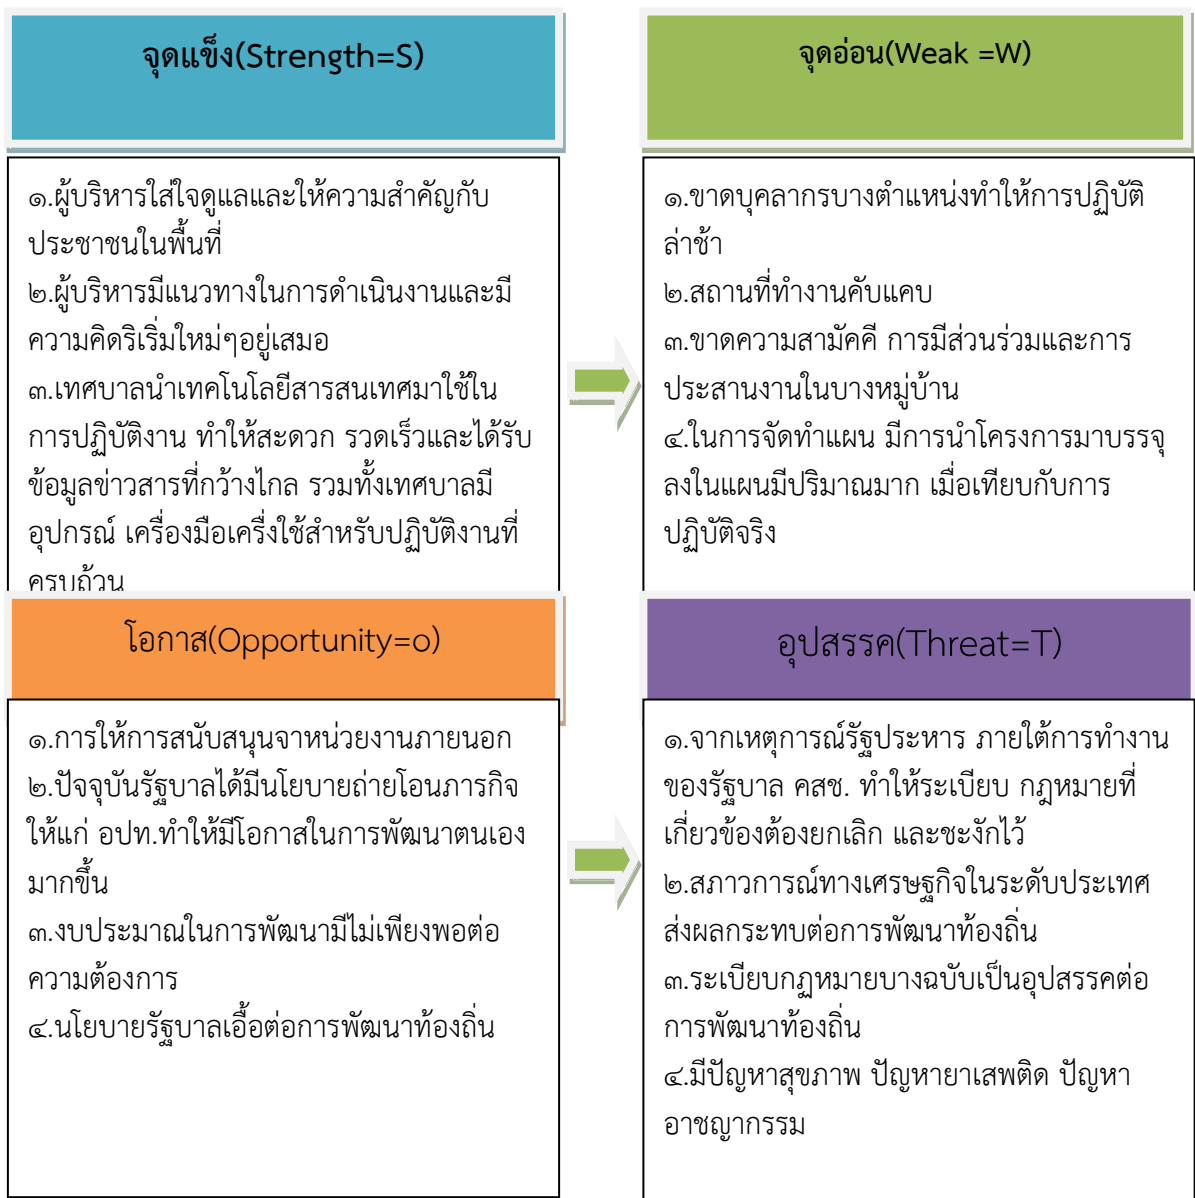 จุดแข็ง(Strength=S)
๑.ผู้บริหารใส่ใจดูแลและให้ความสำคัญกับ
ประชาชนในพื้นที่
๒.ผู้บริหารมีแนวทางในการดำเนินงานและมี
ความคิดริเริ่มใหม่ๆอยู่เสมอ
๓.เทศบาลนำเทคโนโลยีสารสนเทศมาใช้ใน
การปฏิบัติงาน ทำให้สะดวก รวดเร็วและได้รับ
ข้อมูลข่าวสารที่กว้างไกล รวมทั้งเทศบาลมี
อุปกรณ์ เครื่องมือเครื่งใช้สำหรับปฏิบัติงานที่
ครบถ้วน
จุดอ่อน(Weak =W)
๑.ขาดบุคลากรบางตำแหน่งทำให้การปฏิบัติ
ล่าช้า
๒.สถานที่ทำงานคับแคบ
๓.ขาดความสามัคคี การมีส่วนร่วมและการ
ประสานงานในบางหมู่บ้าน
๔.ในการจัดทำแผน มีการนำโครงการมาบรรจุ
ลงในแผนมีปริมาณมาก เมื่อเทียบกับการ
ปฏิบัติจริง
โอกาส(Opportunity=o)
๑.การให้การสนับสนุนจาหน่วยงานภายนอก
๒.ปัจจุบันรัฐบาลได้มีนโยบายถ่ายโอนภารกิจ
ให้แก่ อปท.ทำให้มีโอกาสในการพัฒนาตนเอง
มากขึ้น
๓.งบประมาณในการพัฒนามีไม่เพียงพอต่อ
ความต้องการ
๔.นโยบายรัฐบาลเอื้อต่อการพัฒนาท้องถิ่น
อุปสรรค(Threat=T)
๑.จากเหตุการณ์รัฐประหาร ภายใต้การทำงาน
ของรัฐบาล คสช. ทำให้ระเบียบ กฎหมายที่
เกี่ยวข้องต้องยกเลิก และชะงักไว้
๒.สภาวการณ์ทางเศรษฐกิจในระดับประเทศ
ส่งผลกระทบต่อการพัฒนาท้องถิ่น
๓.ระเบียบกฏหมายบางฉบับเป็นอุปสรรคต่อ
การพัฒนาท้องถิ่น
๔.มีปัญหาสุขภาพ ปัญหายาเสพติด ปัญหา
อาชญากรรม